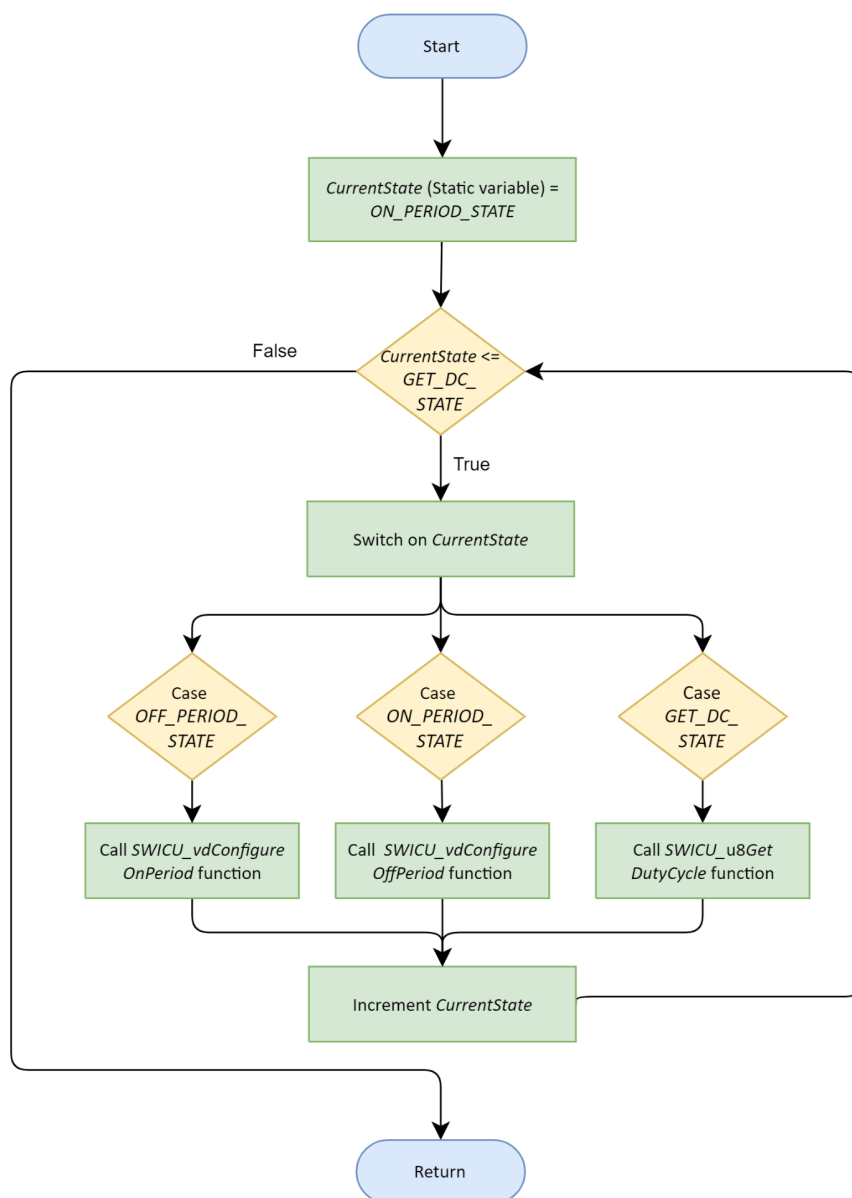 Start
CurrentState (Static variable) =
ON_PERIOD_STATE
False
CurrentState <=
GET_DC_
STATE
True
Switch on CurrentState
Case
OFF_PERIOD_
STATE
Case
ON_PERIOD_
STATE
Case
GET_DC_
STATE
Call SWICU_vdConfigure
OnPeriod function
Call SWICU_vdConfigure
OffPeriod function
Call SWICU_u8Get
DutyCycle function
Increment CurrentState
Return